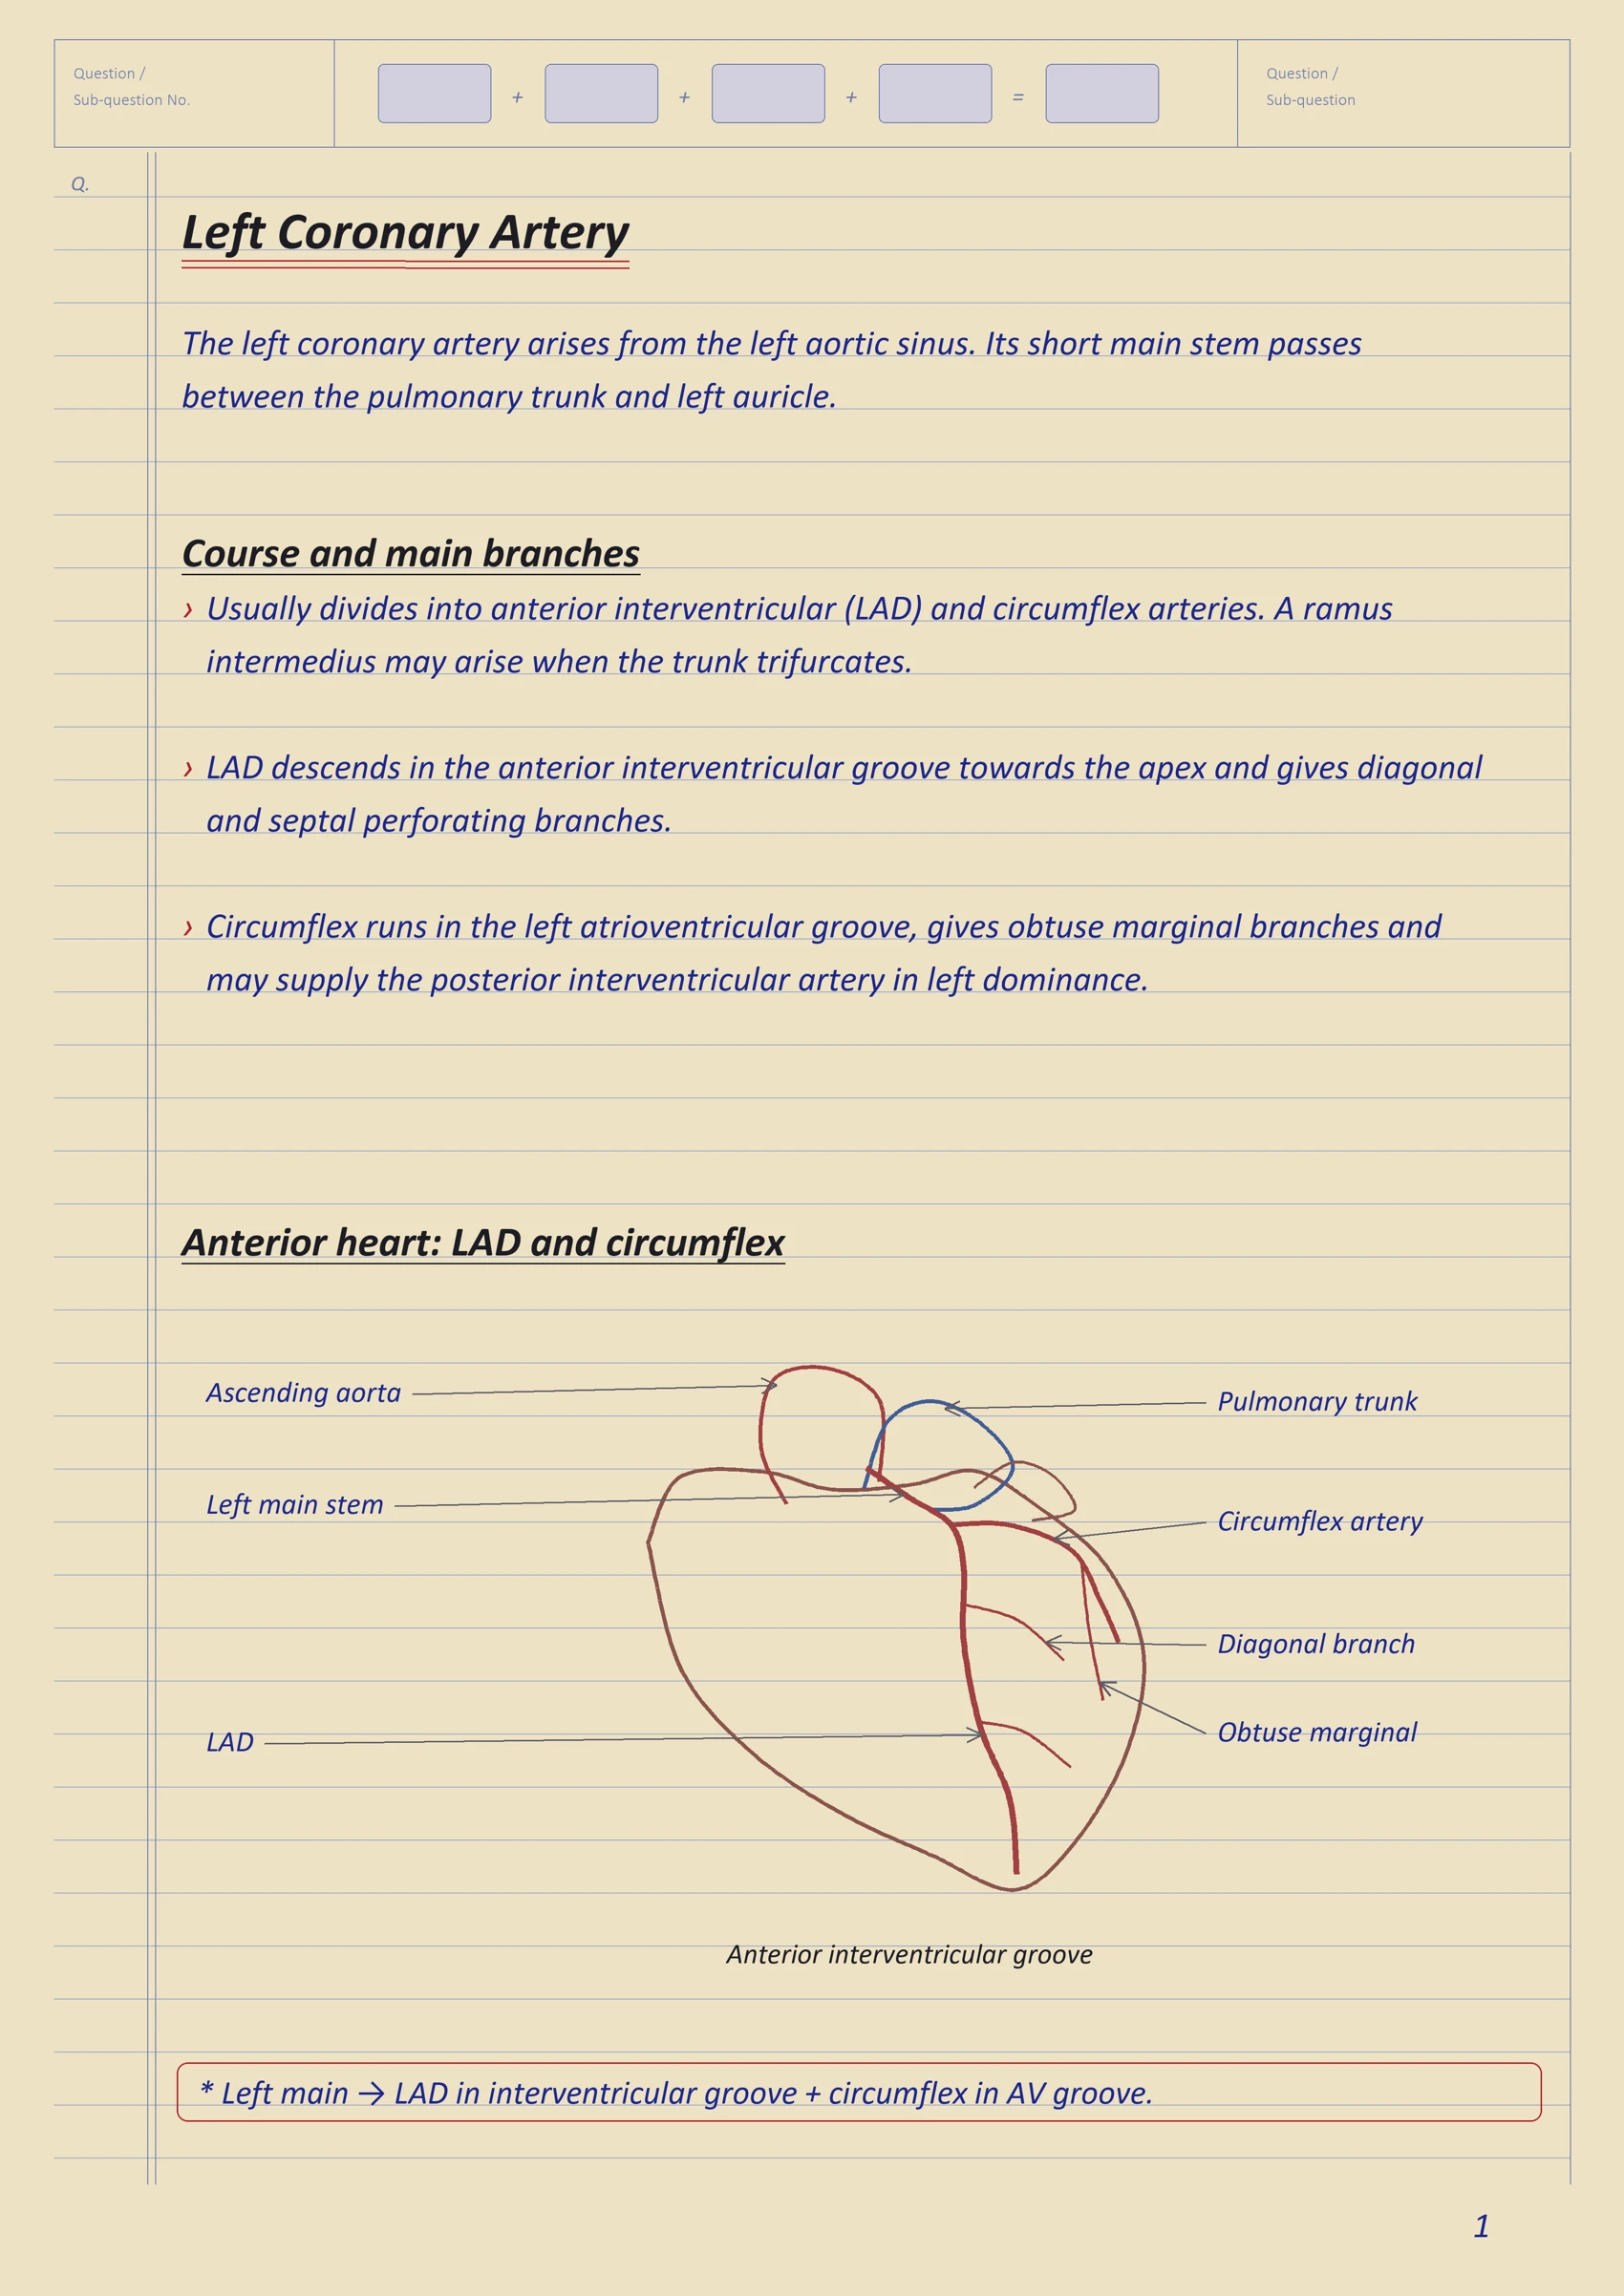 Question /
Sub-question No.
+ + + =
Question /
Sub-question
Q.
Left Coronary Artery
The left coronary artery arises from the left aortic sinus. Its short main stem passes
between the pulmonary trunk and left auricle.
Course and main branches
› Usually divides into anterior interventricular (LAD) and circumflex arteries. A ramus
intermedius may arise when the trunk trifurcates.
› LAD descends in the anterior interventricular groove towards the apex and gives diagonal
and septal perforating branches.
› Circumflex runs in the left atrioventricular groove, gives obtuse marginal branches and
may supply the posterior interventricular artery in left dominance.
Anterior heart: LAD and circumflex
Ascending aorta
Pulmonary trunk
Left main stem
Circumflex artery
Diagonal branch
LAD
Obtuse marginal
Anterior interventricular groove
* Left main → LAD in interventricular groove + circumflex in AV groove.
1